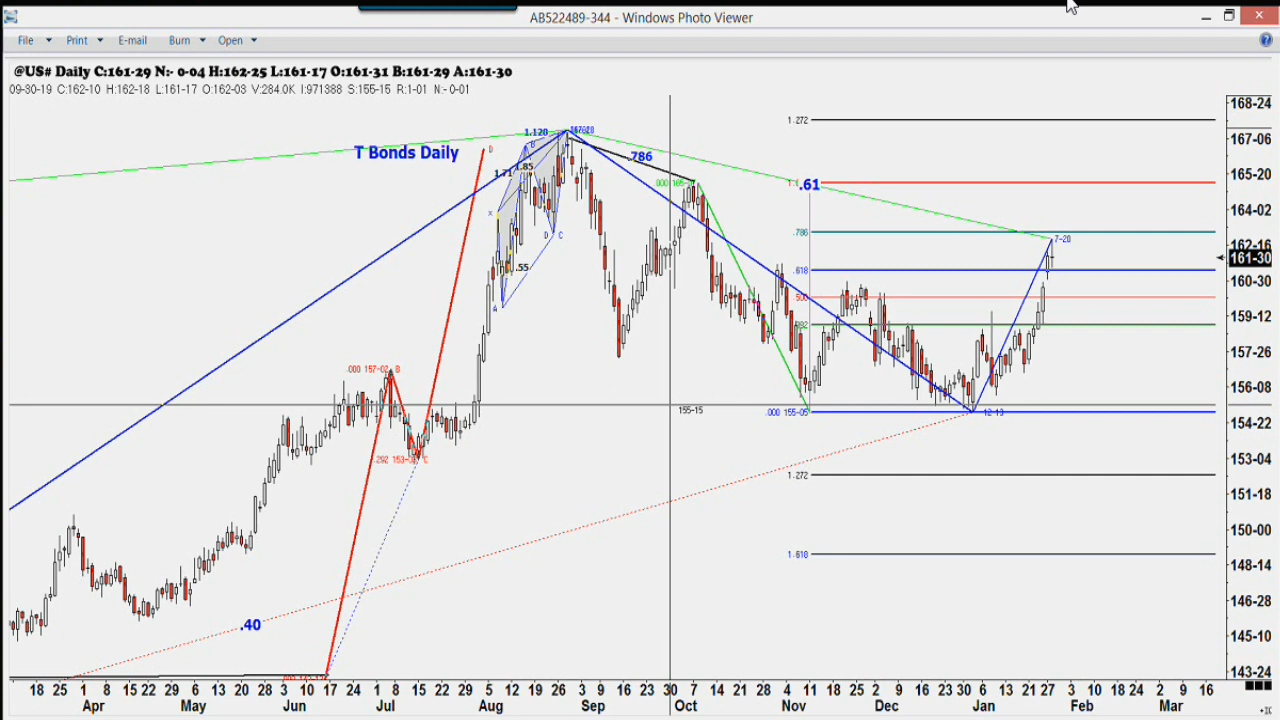 AB522489-344 - Windows Photo Viewer
File Print E-mail Burn Open
@US# Daily C:161-29 N:- 0-04 H:162-25 L:161-17 O:161-31 B:161-29 A:161-30
09-30-19 C:162-10 H:162-18 L:161-17 O:162-03 V:284.0K I:971388 S:155-15 R:1-01 N:- 0-01
168-24
1.272
1.128
T Bonds Daily
B
D
.786
167-06
1.71
.85
165-20
.000
.61
X
164-02
.786
D C
7-28
162-16
161-30
.55
.618
160-30
A
.500
159-12
157-26
.000 157-02 B
156-08
155-15
.000 155-05
12-13
154-22
.292 C
153-04
1.272
151-18
150-00
1.618
148-14
146-28
.40
145-10
143-24
18 25 1 8 15 22 29 6 13 20 28 3 10 17 24 1 8 15 22 29 5 12 19 26 3 9 16 23 30 7 14 21 28 4 11 18 25 2 9 16 23 30 6 13 21 27 3 10 18 24 2 9 16
Apr May Jun Jul Aug Sep Oct Nov Dec Jan Feb Mar